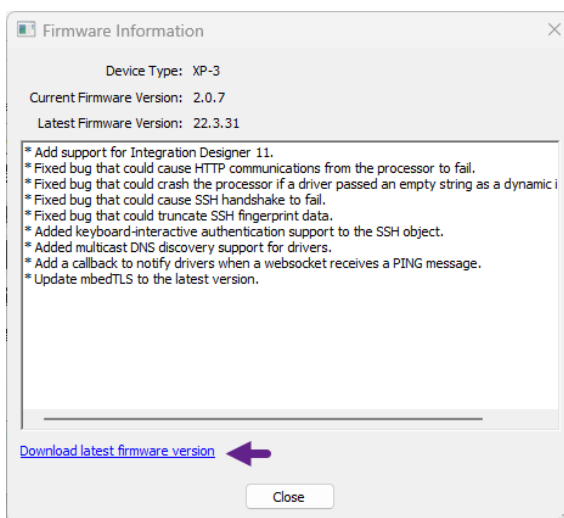 Firmware Information
Device Type: XP-3
Current Firmware Version: 2.0.7
Latest Firmware Version: 22.3.31
* Add support for Integration Designer 11.
* Fixed bug that could cause HTTP communications from the processor to fail.
* Fixed bug that could crash the processor if a driver passed an empty string as a dynamic i
* Fixed bug that could cause SSH handshake to fail.
* Fixed bug that could truncate SSH fingerprint data.
* Added keyboard-interactive authentication support to the SSH object.
* Added multicast DNS discovery support for drivers.
* Add a callback to notify drivers when a websocket receives a PING message.
* Update mbedTLS to the latest version.
Download latest firmware version
Close